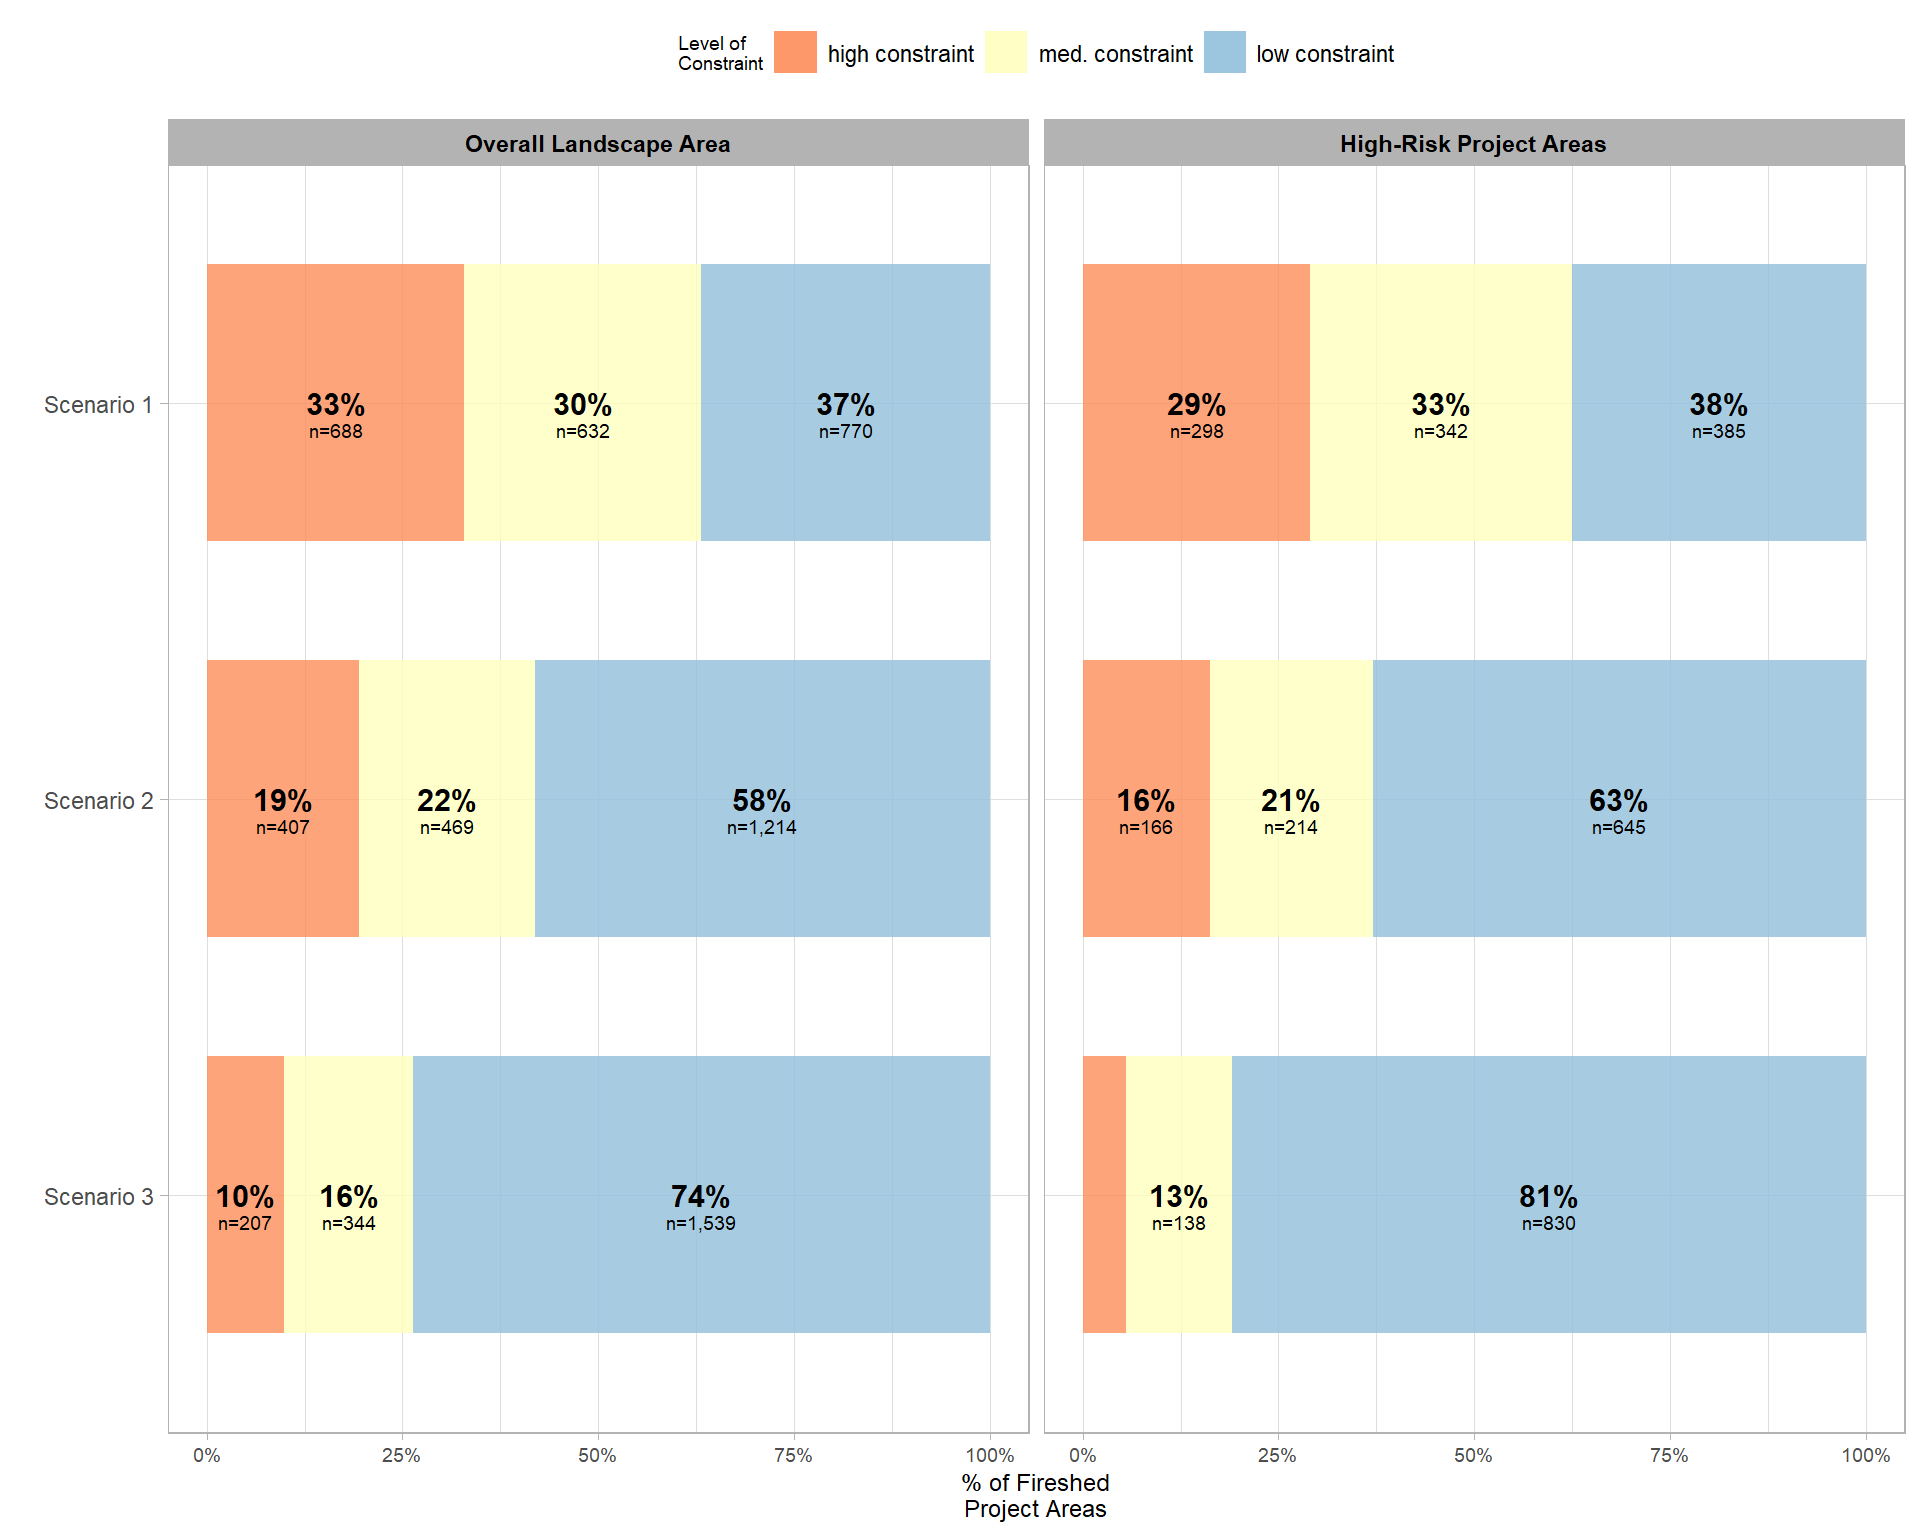 Level of
Constraint
high constraint
med. constraint
low constraint
Overall Landscape Area
High-Risk Project Areas
Scenario 1
33%
n=688
30%
n=632
37%
n=770
29%
n=298
33%
n=342
38%
n=385
Scenario 2
19%
n=407
22%
n=469
58%
n=1,214
16%
n=166
21%
n=214
63%
n=645
Scenario 3
10%
n=207
16%
n=344
74%
n=1,539
13%
n=138
81%
n=830
0%
25%
50%
75%
100%
0%
25%
50%
75%
100%
% of Fireshed
Project Areas